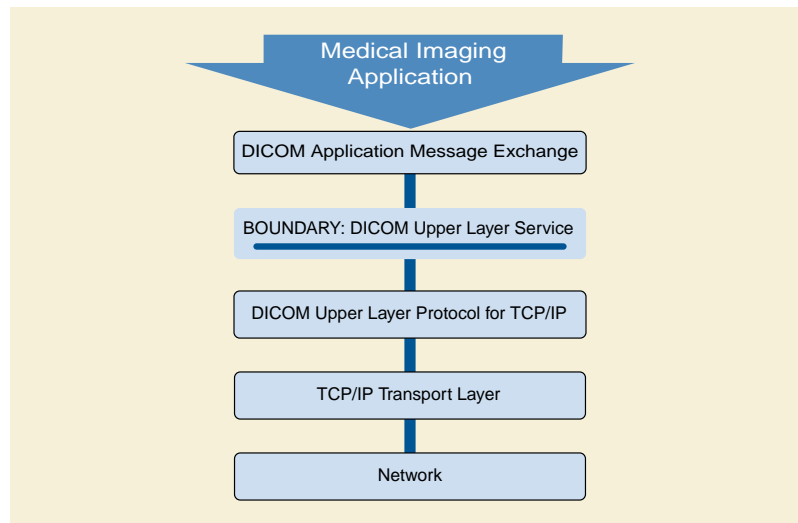 Medical Imaging
Application
DICOM Application Message Exchange
BOUNDARY: DICOM Upper Layer Service
DICOM Upper Layer Protocol for TCP/IP
TCP/IP Transport Layer
Network